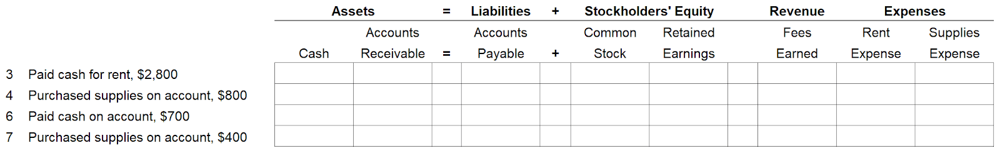 Assets = Liabilities + Stockholders' Equity Revenue Expenses
Accounts Accounts Common Retained Fees Rent Supplies
Cash Receivable = Payable + Stock Earnings Earned Expense Expense
3 Paid cash for rent, $2,800
4 Purchased supplies on account, $800
6 Paid cash on account, $700
7 Purchased supplies on account, $400